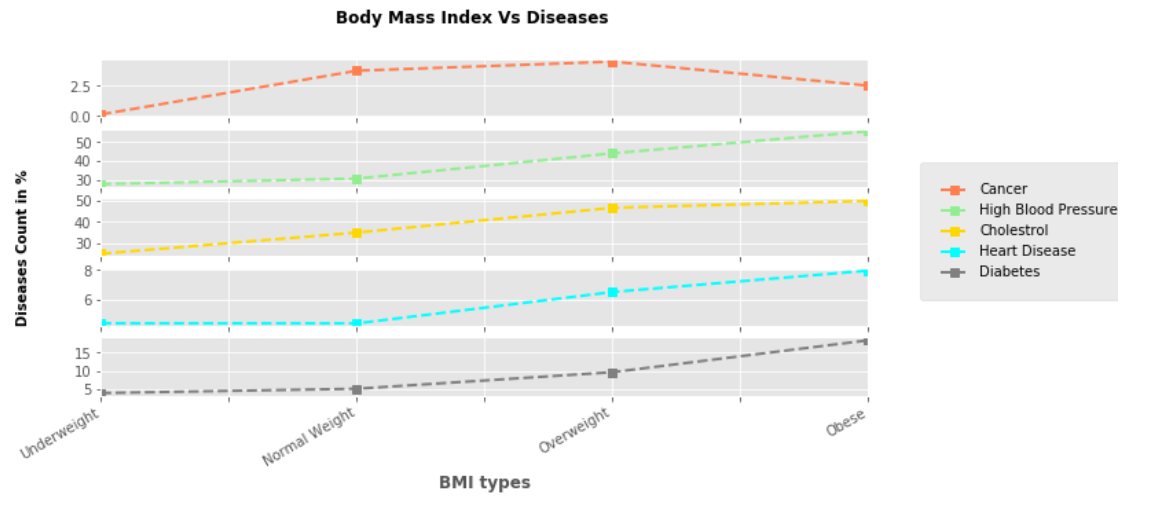 Body Mass Index Vs Diseases
2.5
0.0
50
40
30
50
40
30
8
6
15
10
5
Diseases Count in %
Underweight
Normal Weight
Overweight
Obese
BMI types
Cancer
High Blood Pressure
Cholestrol
Heart Disease
Diabetes